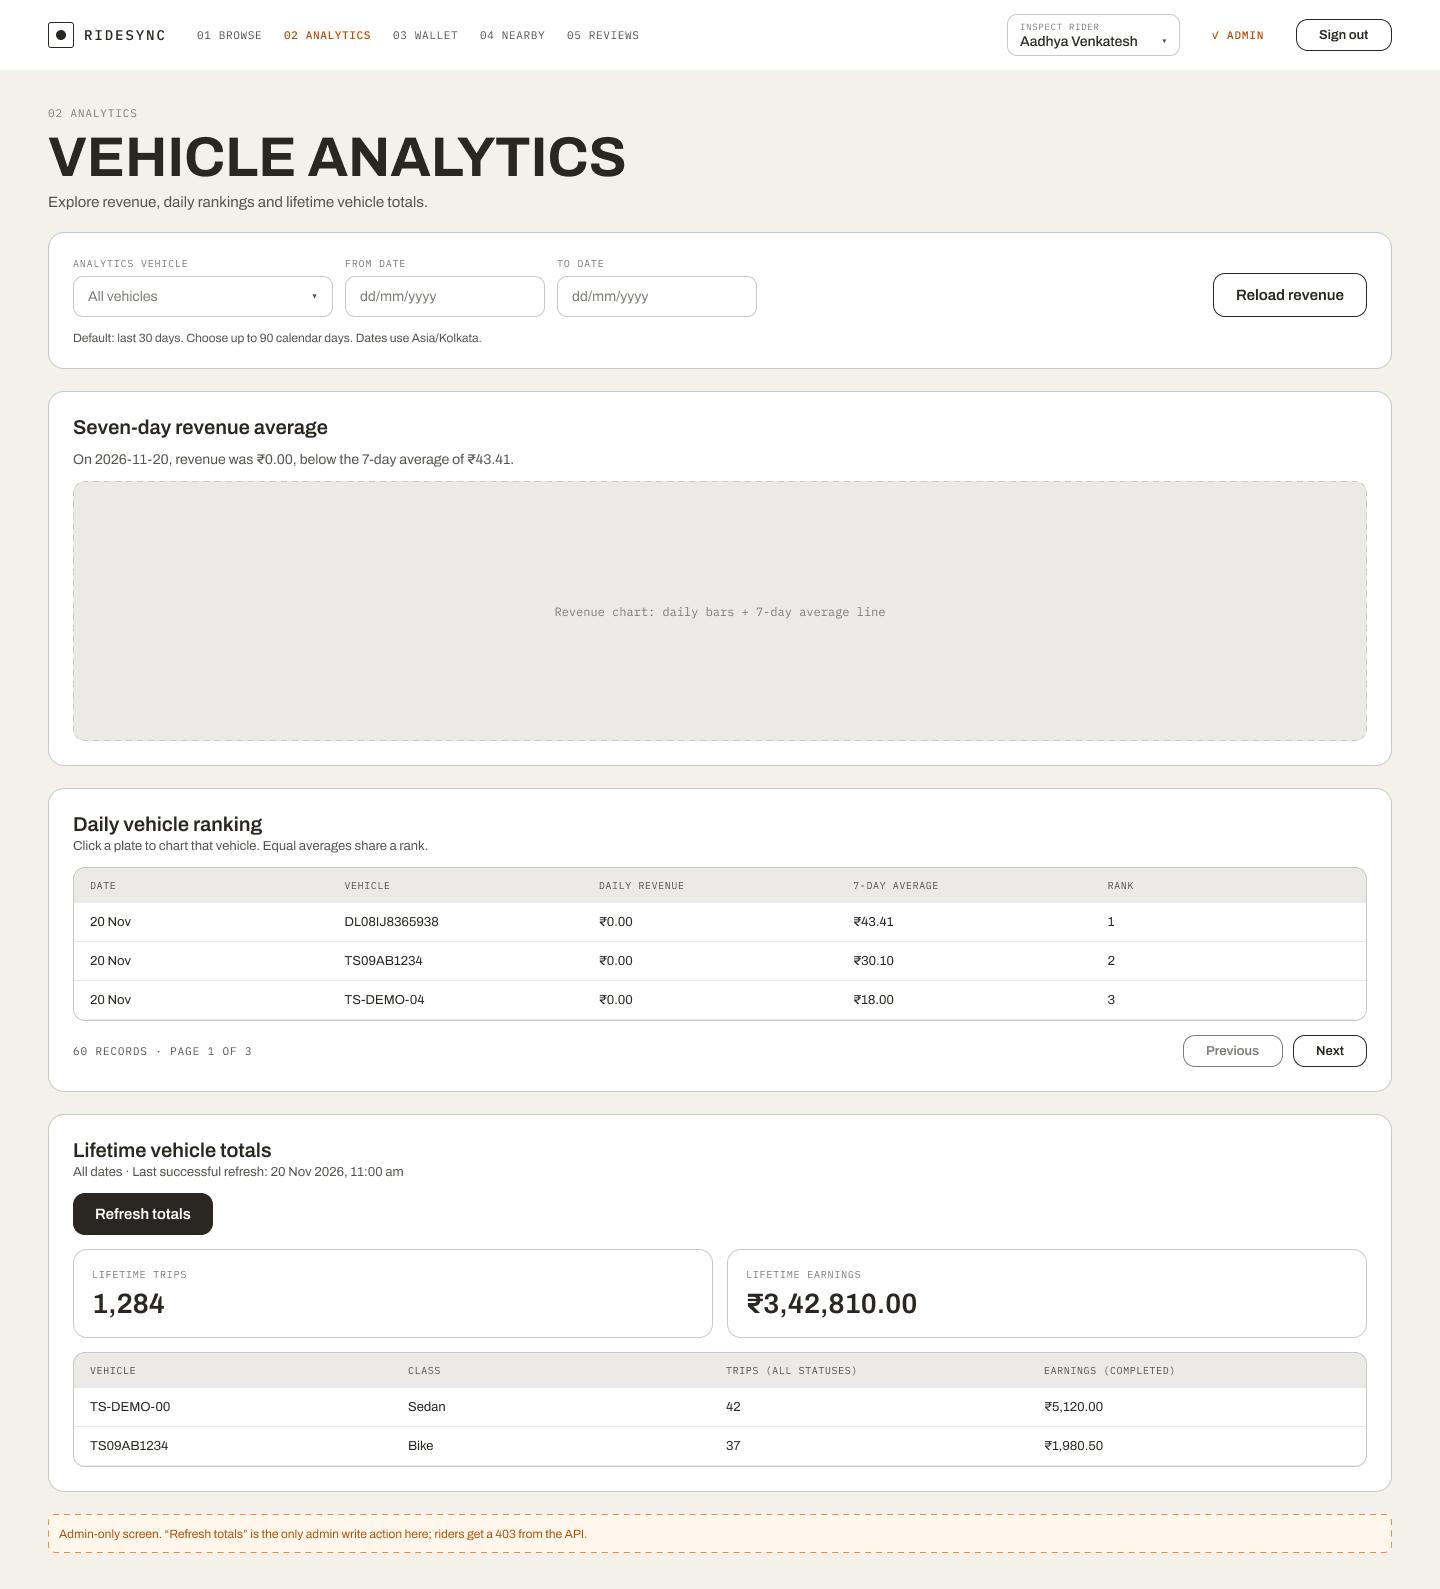 RIDESYNC 01 BROWSE 02 ANALYTICS 03 WALLET 04 NEARBY 05 REVIEWS
INSPECT RIDER
Aadhya Venkatesh ▾
✓ ADMIN
Sign out
02 ANALYTICS
VEHICLE ANALYTICS
Explore revenue, daily rankings and lifetime vehicle totals.
ANALYTICS VEHICLE FROM DATE TO DATE
All vehicles ▾ dd/mm/yyyy dd/mm/yyyy Reload revenue
Default: last 30 days. Choose up to 90 calendar days. Dates use Asia/Kolkata.
Seven-day revenue average
On 2026-11-20, revenue was ₹0.00, below the 7-day average of ₹43.41.
Revenue chart: daily bars + 7-day average line
Daily vehicle ranking
Click a plate to chart that vehicle. Equal averages share a rank.
DATE VEHICLE DAILY REVENUE 7-DAY AVERAGE RANK
20 Nov DL08IJ8365938 ₹0.00 ₹43.41 1
20 Nov TS09AB1234 ₹0.00 ₹30.10 2
20 Nov TS-DEMO-04 ₹0.00 ₹18.00 3
60 RECORDS · PAGE 1 OF 3 Previous Next
Lifetime vehicle totals
All dates · Last successful refresh: 20 Nov 2026, 11:00 am
Refresh totals
LIFETIME TRIPS LIFETIME EARNINGS
1,284 ₹3,42,810.00
VEHICLE CLASS TRIPS (ALL STATUSES) EARNINGS (COMPLETED)
TS-DEMO-00 Sedan 42 ₹5,120.00
TS09AB1234 Bike 37 ₹1,980.50
Admin-only screen. “Refresh totals” is the only admin write action here; riders get a 403 from the API.